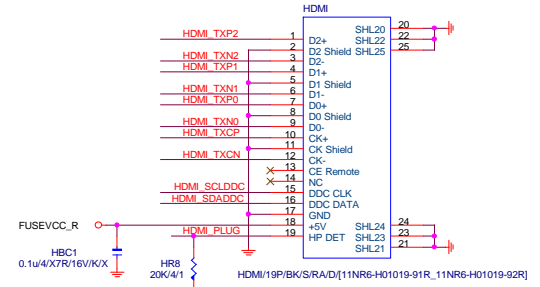 HDMI
HDMI_TXP2 1 D2+ SHL20 20
2 D2 Shield SHL22 22
HDMI_TXN2 3 D2- SHL25 25
HDMI_TXP1 4 D1+
5 D1 Shield
HDMI_TXN1 6 D1-
HDMI_TXP0 7 D0+
8 D0 Shield
HDMI_TXN0 9 D0-
HDMI_TXCP 10 CK+
11 CK Shield
HDMI_TXCN 12 CK-
13 CE Remote
14 NC
HDMI_SCLDDC 15 DDC CLK
HDMI_SDADDC 16 DDC DATA
17 GND
FUSEVCC_R 18 +5V SHL24 24
HDMI_PLUG 19 HP DET SHL23 23
SHL21 21
HBC1
0.1u/4/X7R/16V/K/X
HR8
20K/4/1
HDMI/19P/BK/S/RA/D/[11NR6-H01019-91R_11NR6-H01019-92R]